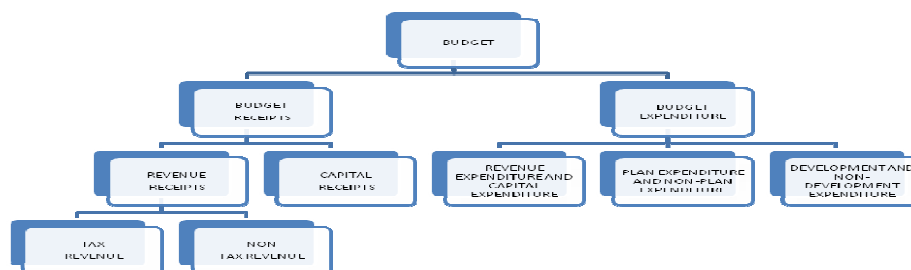 BUDGET
BUDGET
RECEIPTS
BUDGET
EXPENDITURE
REVENUE
RECEIPTS
CAPITAL
RECEIPTS
REVENUE
EXPENDITURE AND
CAPITAL
EXPENDITURE
PLAN EXPENDITURE
AND NON-PLAN
EXPENDITURE
DEVELOPMENT AND
NON-
DEVELOPMENT
EXPENDITURE
TAX
REVENUE
NON
TAX REVENUE